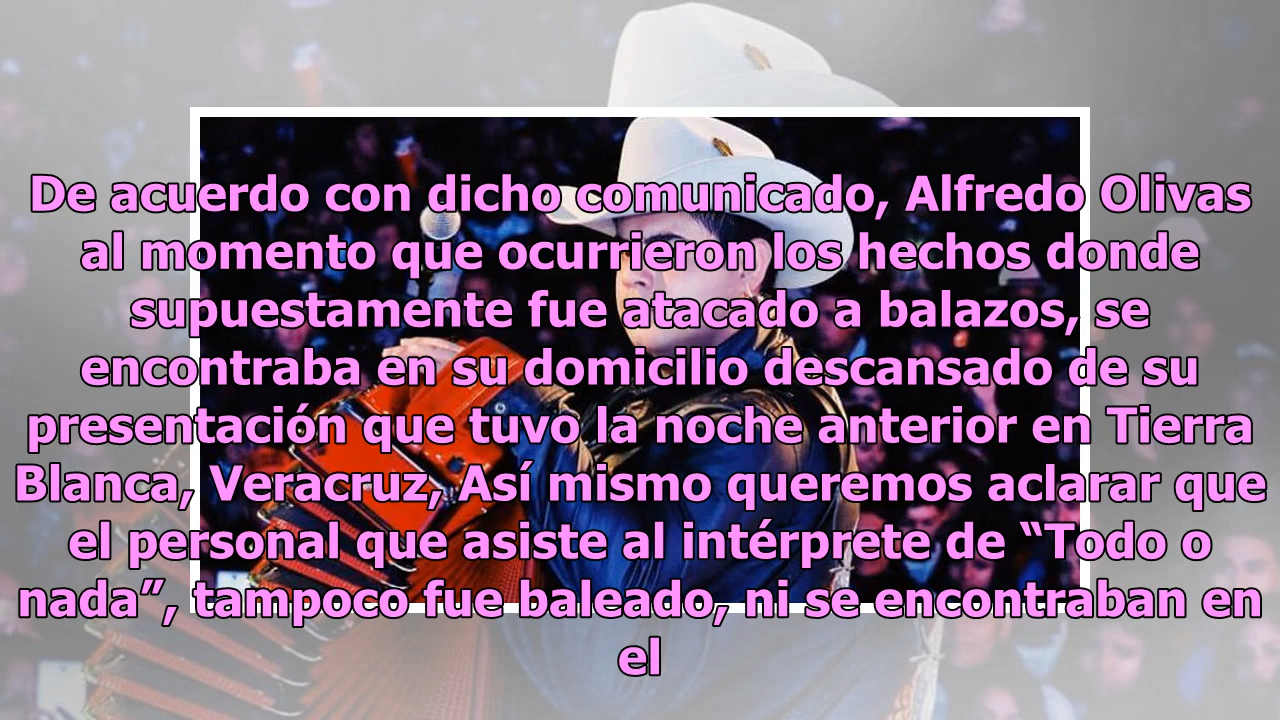 De acuerdo con dicho comunicado, Alfredo Olivas
al momento que ocurrieron los hechos donde
supuestamente fue atacado a balazos, se
encontraba en su domicilio descansado de su
presentación que tuvo la noche anterior en Tierra
Blanca, Veracruz, Así mismo queremos aclarar que
el personal que asiste al intérprete de “Todo o
nada”, tampoco fue baleado, ni se encontraban en
el